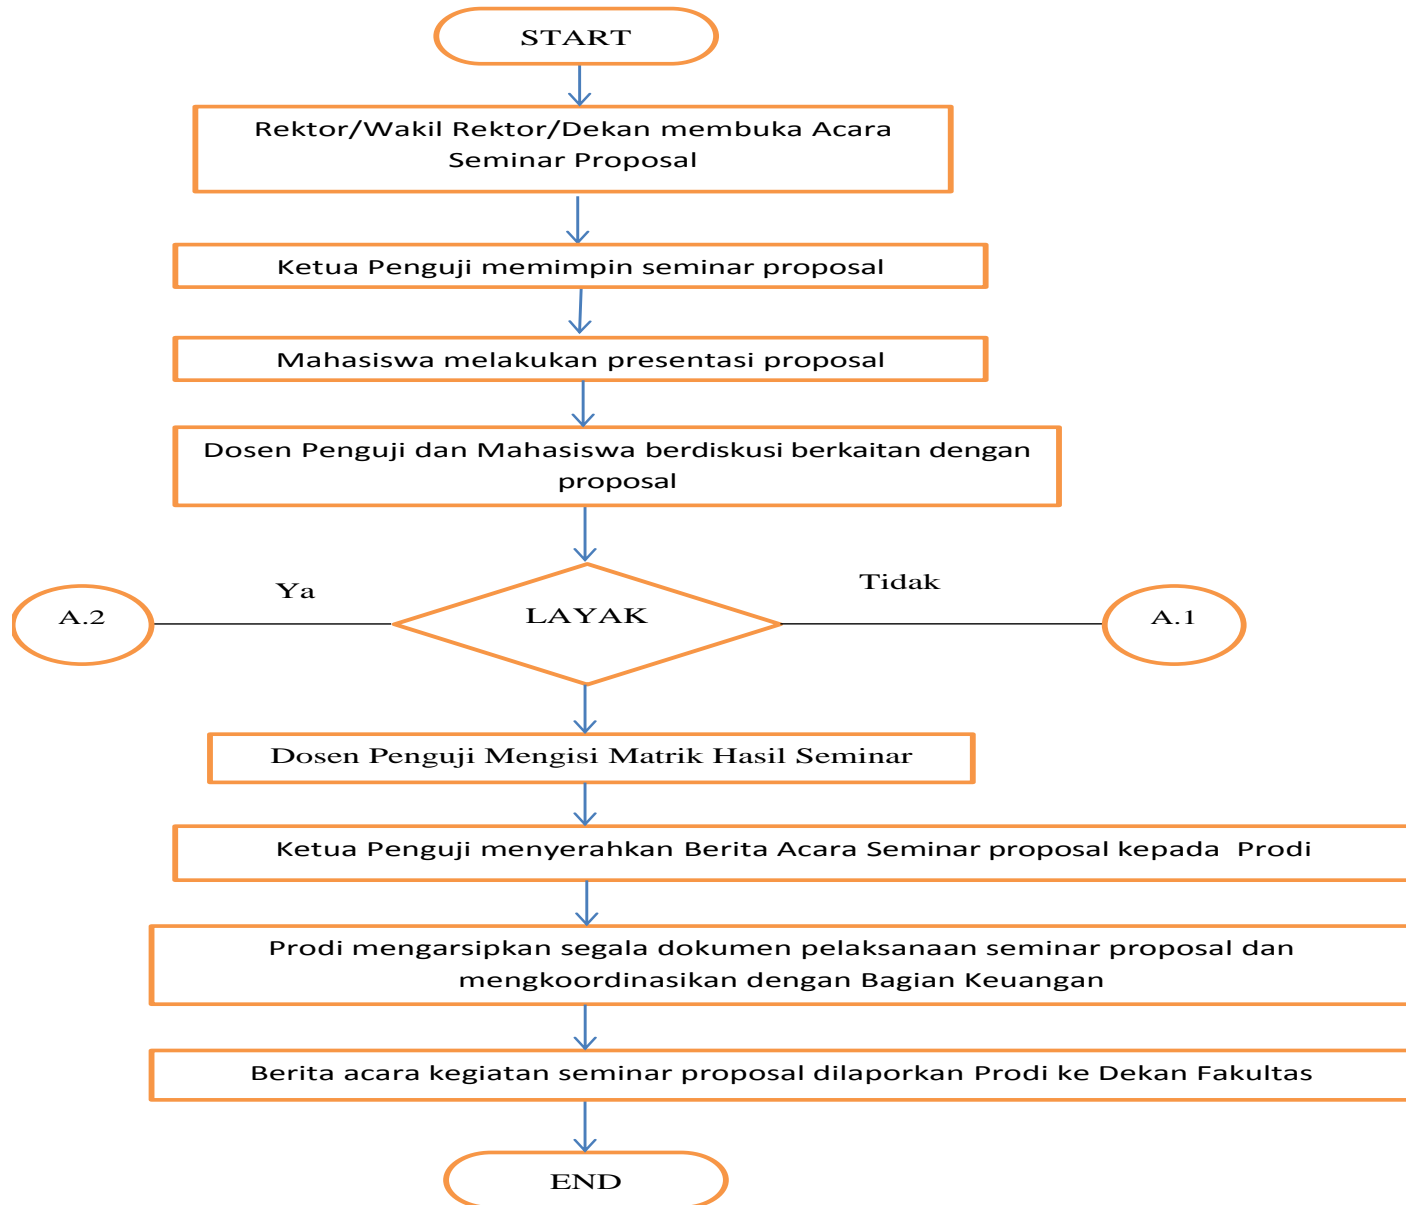 START
Rektor/Wakil Rektor/Dekan membuka Acara
Seminar Proposal
Ketua Penguji memimpin seminar proposal
Mahasiswa melakukan presentasi proposal
Dosen Penguji dan Mahasiswa berdiskusi berkaitan dengan
proposal
Ya
Tidak
A.2
LAYAK
A.1
Dosen Penguji Mengisi Matrik Hasil Seminar
Ketua Penguji menyerahkan Berita Acara Seminar proposal kepada Prodi
Prodi mengarsipkan segala dokumen pelaksanaan seminar proposal dan
mengkoordinasikan dengan Bagian Keuangan
Berita acara kegiatan seminar proposal dilaporkan Prodi ke Dekan Fakultas
END